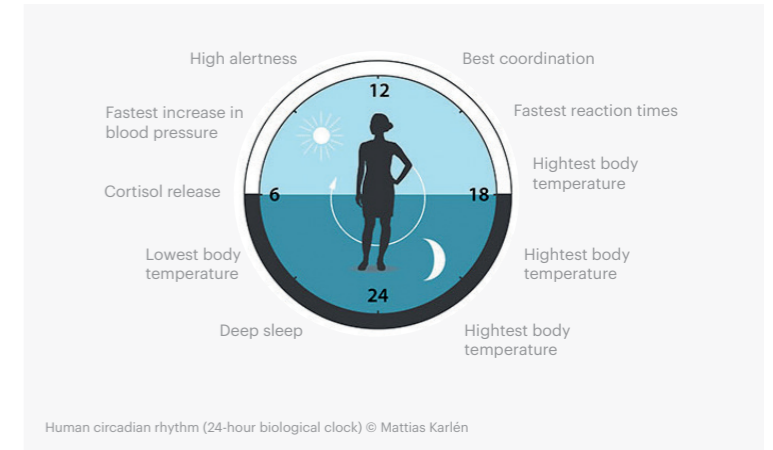 High alertness
Best coordination
12
Fastest increase in
blood pressure
Fastest reaction times
Hightest body
temperature
Cortisol release
6
18
Lowest body
temperature
Hightest body
temperature
24
Deep sleep
Hightest body
temperature
Human circadian rhythm (24-hour biological clock) © Mattias Karlén